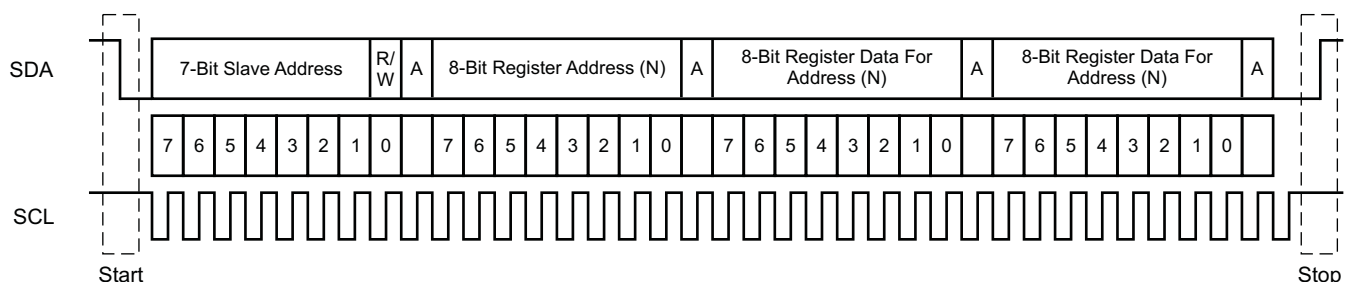 SDA
7-Bit Slave Address
R/
W
A
8-Bit Register Address (N)
A
8-Bit Register Data For
Address (N)
A
8-Bit Register Data For
Address (N)
A
7 6 5 4 3 2 1 0 7 6 5 4 3 2 1 0 7 6 5 4 3 2 1 0 7 6 5 4 3 2 1 0
SCL
Start
Stop